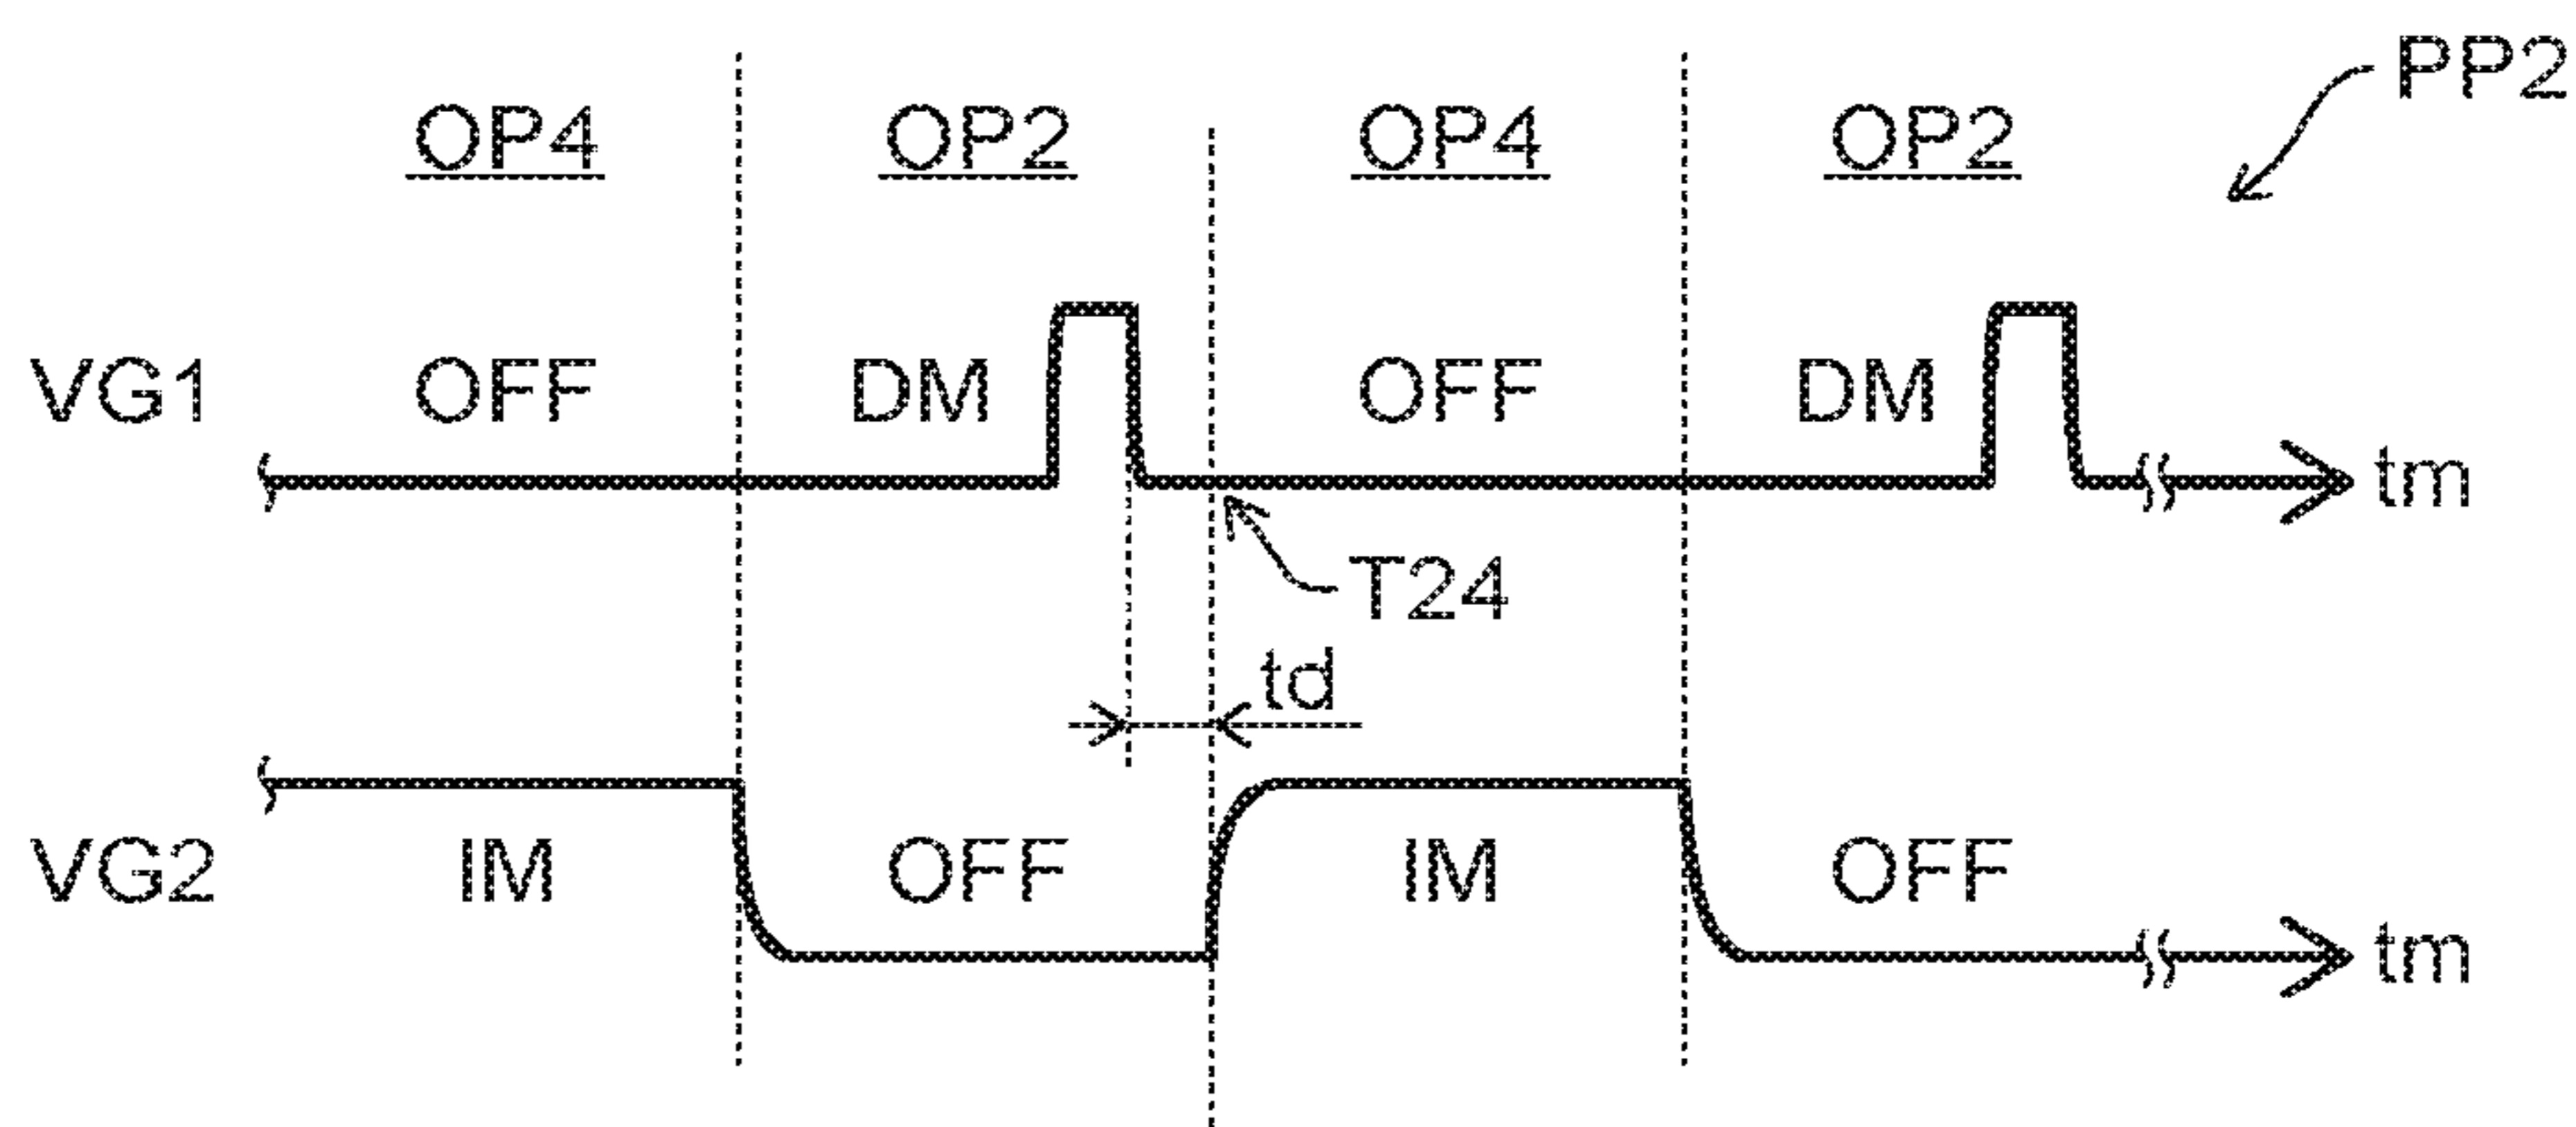 PP2
OP4 OP2 OP4 OP2
VG1 OFF DM OFF DM tm
T24
td
VG2 IM OFF IM OFF tm